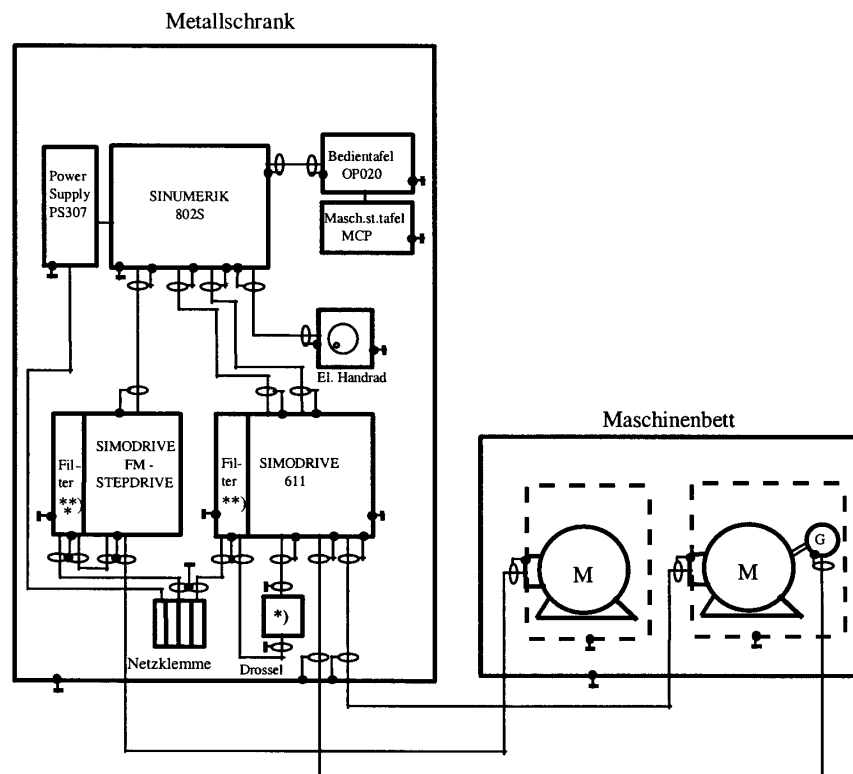 Metallschrank
Power
Supply
PS307
SINUMERIK
802S
Bedientafel
OP020
Masch.st.tafel
MCP
El. Handrad
Fil-
ter
**)
*
SIMODRIVE
FM -
STEPDRIVE
Fil-
ter
**)
SIMODRIVE
611
*)
Netzklemme
Drossel
Maschinenbett
M
M
G